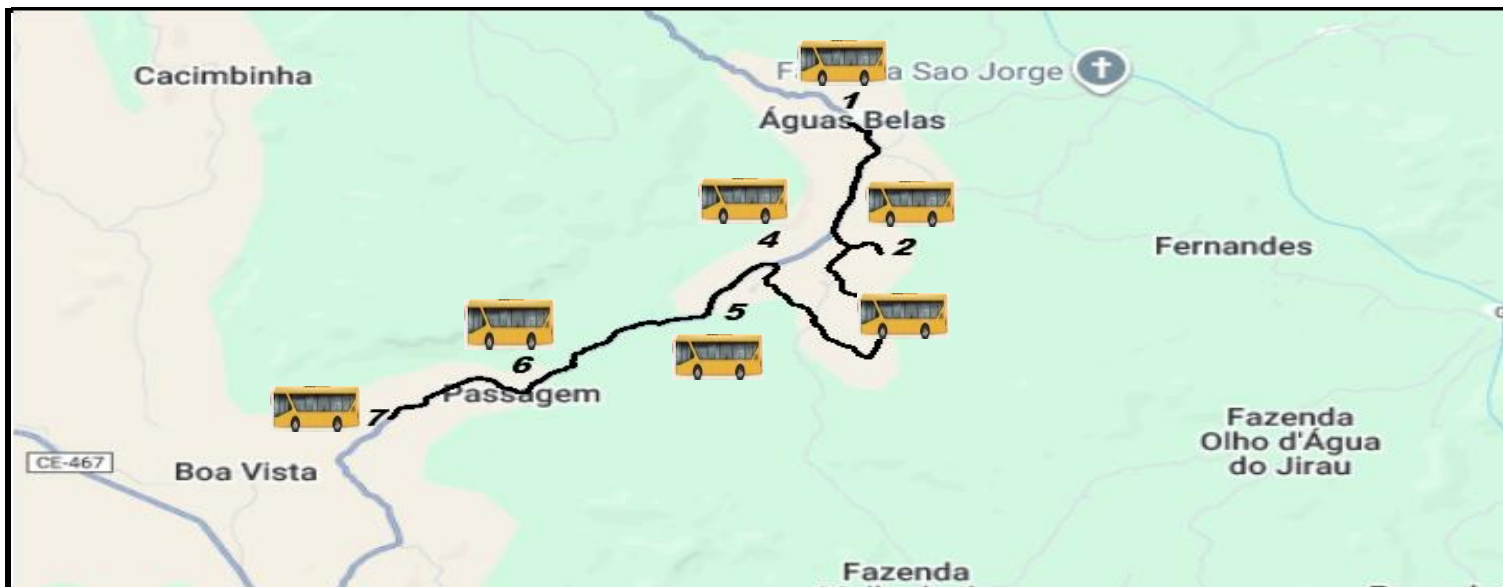 Cacimbinha
a Sao Jorge
1
Águas Belas
4
2
Fernandes
5
6
Passagem
7
Fazenda
Olho d'Água
do Jirau
CE-467
Boa Vista
Fazenda